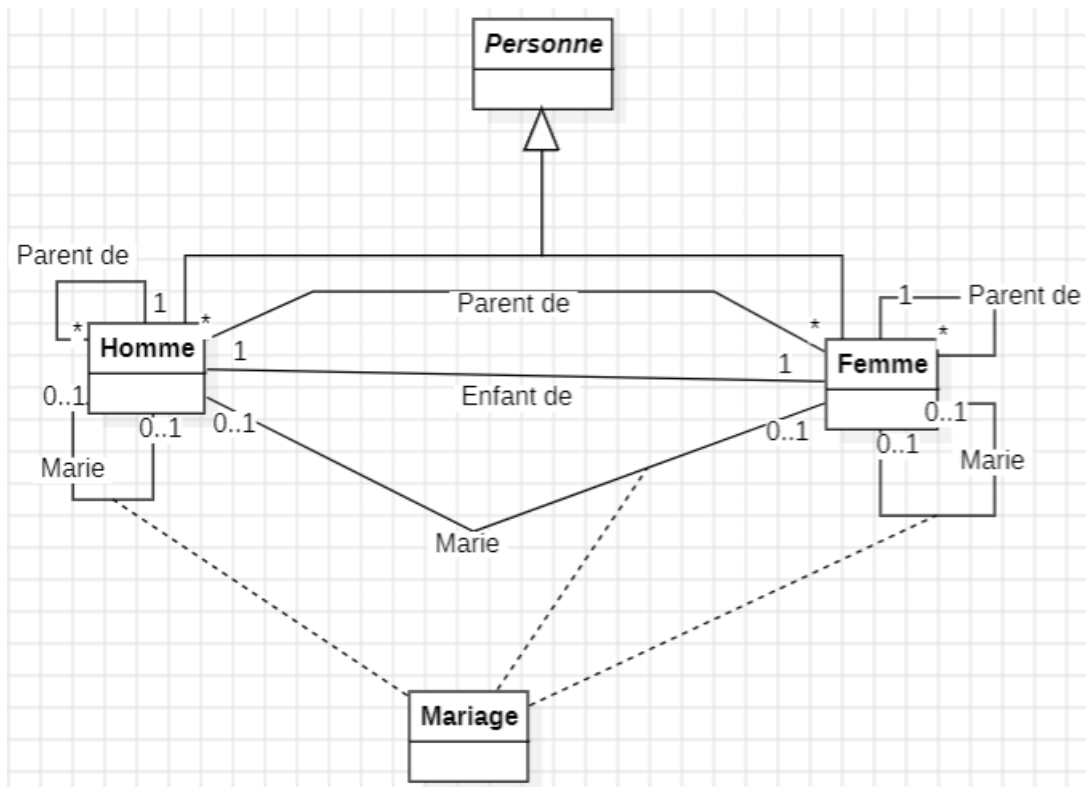 Personne
Parent de
1
*
*
Homme
*
Parent de
*
1
Parent de
*
Femme
1
1
Enfant de
0..1
0..1
0..1
Marie
0..1
0..1
0..1
Marie
Marie
Mariage